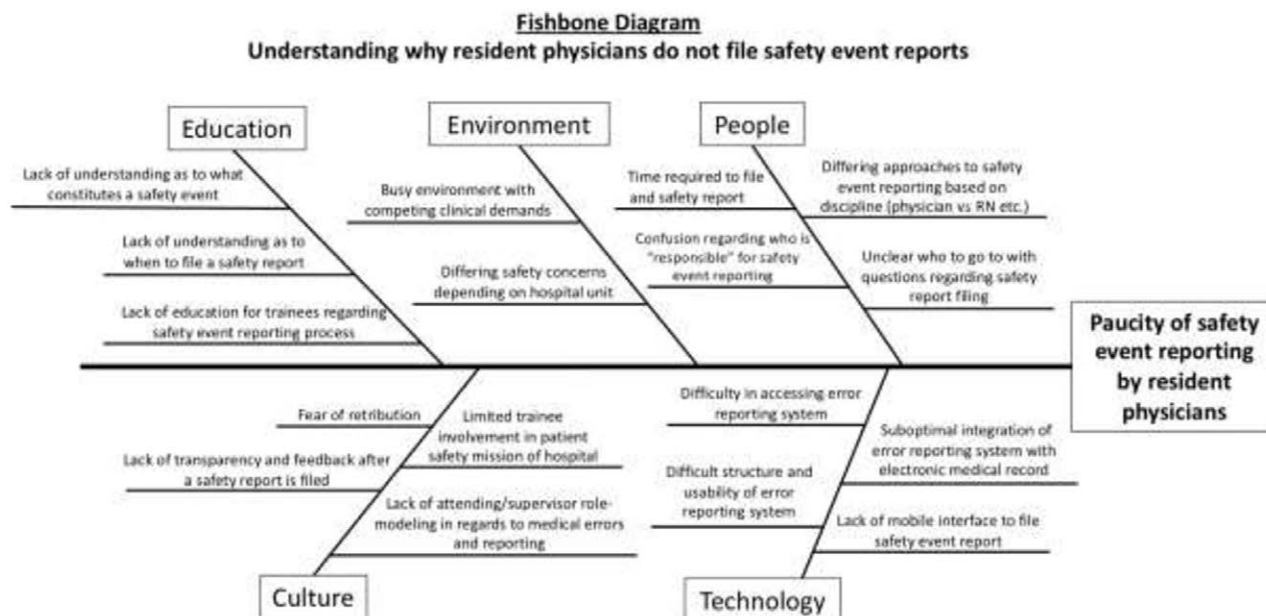 Fishbone Diagram
Understanding why resident physicians do not file safety event reports
Education
Environment
People
Lack of understanding as to what
constitutes a safety event
Lack of understanding as to
when to file a safety report
Lack of education for trainees regarding
safety event reporting process
Busy environment with
competing clinical demands
Differing safety concerns
depending on hospital unit
Time required to file
and safety report
Confusion regarding who is
"responsible" for safety
event reporting
Differing approaches to safety
event reporting based on
discipline (physician vs RN etc.)
Unclear who to go to with
questions regarding safety
report filing
Paucity of safety
event reporting
by resident
physicians
Fear of retribution
Lack of transparency and feedback after
a safety report is filed
Limited trainee
involvement in patient
safety mission of hospital
Lack of attending/supervisor role-
modeling in regards to medical errors
and reporting
Difficulty in accessing error
reporting system
Difficult structure and
usability of error
reporting system
Suboptimal integration of
error reporting system with
electronic medical record
Lack of mobile interface to file
safety event report
Culture
Technology